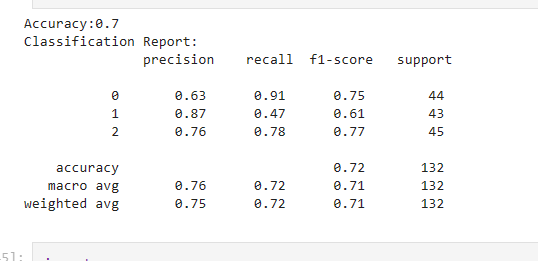 Accuracy:0.7
Classification Report:
precision recall f1-score support
0 0.63 0.91 0.75 44
1 0.87 0.47 0.61 43
2 0.76 0.78 0.77 45
accuracy 0.72 132
macro avg 0.76 0.72 0.71 132
weighted avg 0.75 0.72 0.71 132
5]: